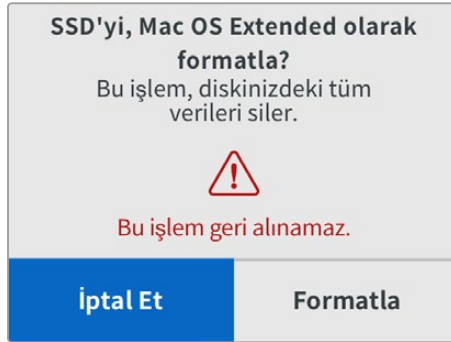 SSD'yi, Mac OS Extended olarak
formatla?
Bu işlem, diskinizdeki tüm
verileri siler.
Bu işlem geri alınamaz.
İptal Et
Formatla